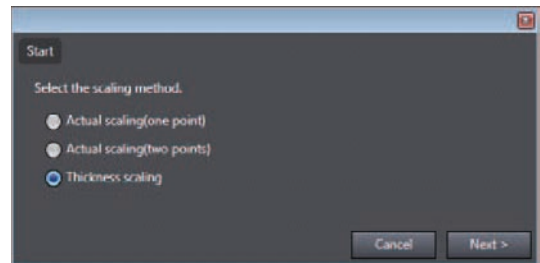 Start
Select the scaling method.
Actual scaling(one point)
Actual scaling(two points)
Thickness scaling
Cancel
Next >